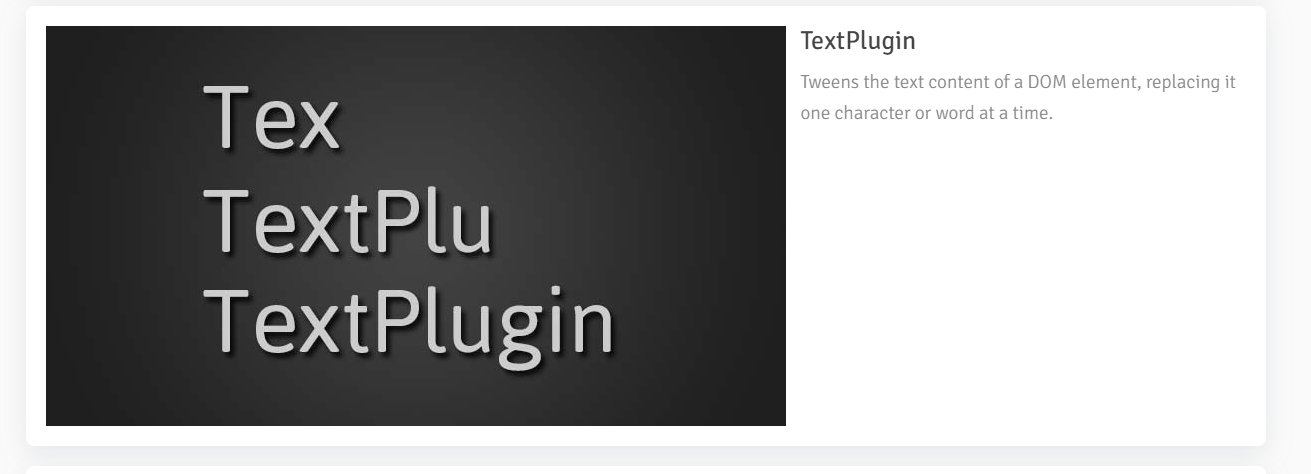 Tex
TextPlu
TextPlugin
TextPlugin
Tweens the text content of a DOM element, replacing it
one character or word at a time.